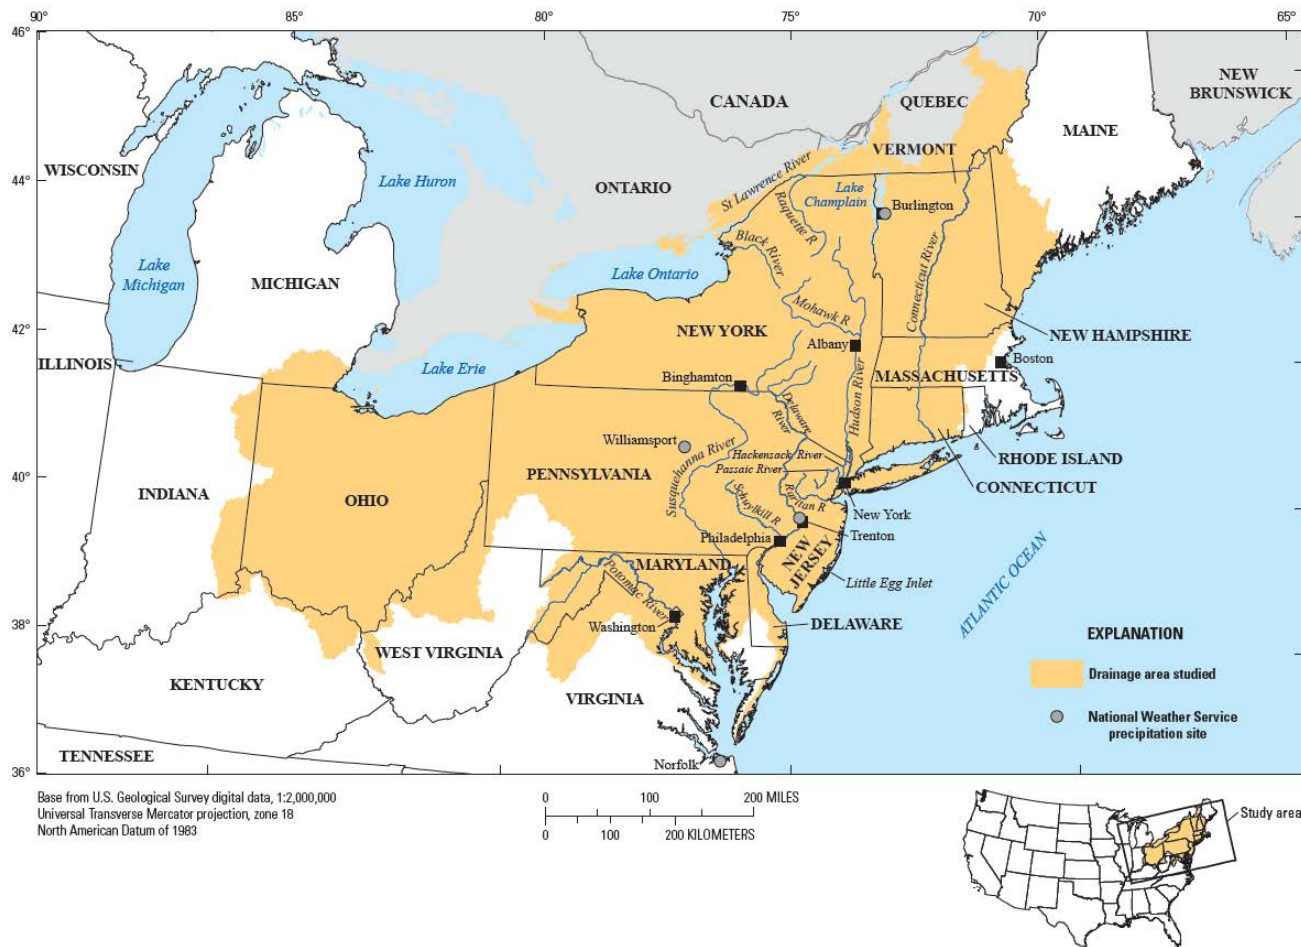 90°
85°
80°
75°
70°
65°
46°
44°
42°
40°
38°
36°
CANADA
QUEBEC
NEW
BRUNSWICK
MAINE
WISCONSIN
Lake Huron
ONTARIO
VERMONT
St Lawrence River
Lake
Champlain
Burlington
Raquette R
Black River
Connecticut River
Lake
Michigan
MICHIGAN
Lake Ontario
Mohawk R
NEW YORK
NEW HAMPSHIRE
Albany
ILLINOIS
Lake Erie
Boston
MASSACHUSETTS
Binghamton
Hudson River
Delaware
River
Williamsport
Susquehanna River
Hackensack River
Passaic River
RHODE ISLAND
PENNSYLVANIA
INDIANA
OHIO
CONNECTICUT
Schuylkill R
Raritan R
New York
Trenton
Philadelphia
NEW
JERSEY
MARYLAND
Little Egg Inlet
ATLANTIC OCEAN
Potomac River
Washington
DELAWARE
WEST VIRGINIA
KENTUCKY
VIRGINIA
TENNESSEE
Norfolk
EXPLANATION
Drainage area studied
National Weather Service
precipitation site
Base from U.S. Geological Survey digital data, 1:2,000,000
Universal Transverse Mercator projection, zone 18
North American Datum of 1983
0 100 200 MILES
0 100 200 KILOMETERS
Study area